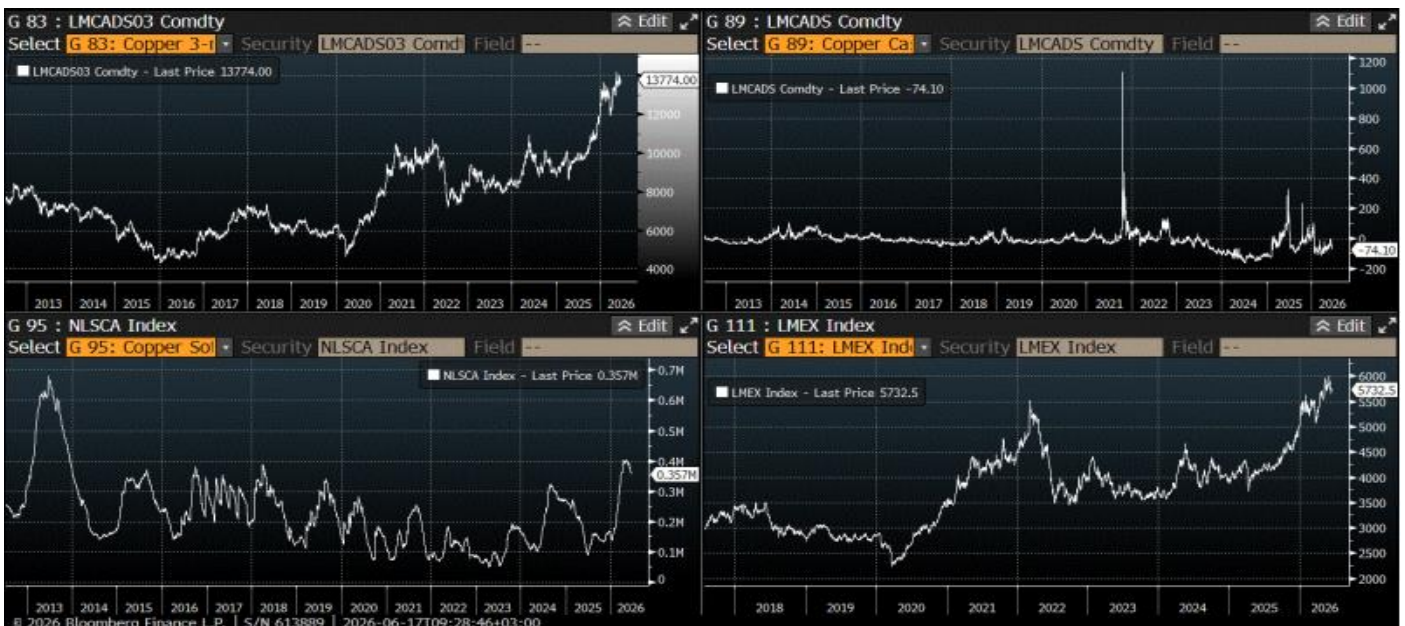 G 83 : LMCADS03 Comdty
Edit
Select G 83: Copper 3-r Security LMCADS03 Comd Field --
LMCADS03 Comdty - Last Price 13774.00
13774.00
12000
10000
8000
6000
4000
2013 2014 2015 2016 2017 2018 2019 2020 2021 2022 2023 2024 2025 2026
G 89 : LMCADS Comdty
Edit
Select G 89: Copper Ca Security LMCADS Comdty Field --
LMCADS Comdty - Last Price -74.10
1200
1000
800
600
400
200
0
-74.10
-200
2013 2014 2015 2016 2017 2018 2019 2020 2021 2022 2023 2024 2025 2026
G 95 : NLSCA Index
Edit
Select G 95: Copper So Security NLSCA Index Field --
NLSCA Index - Last Price 0.357M
0.7M
0.6M
0.5M
0.4M
0.357M
0.3M
0.2M
0.1M
0
2013 2014 2015 2016 2017 2018 2019 2020 2021 2022 2023 2024 2025 2026
G 111 : LMEX Index
Edit
Select G 111: LMEX Ind Security LMEX Index Field --
LMEX Index - Last Price 5732.5
6000
5732.5
5500
5000
4500
4000
3500
3000
2500
2000
2018 2019 2020 2021 2022 2023 2024 2025 2026
© 2026 Bloomberg Finance L.P. | S/N 613889 | 2026-06-17T09:28:46+03:00